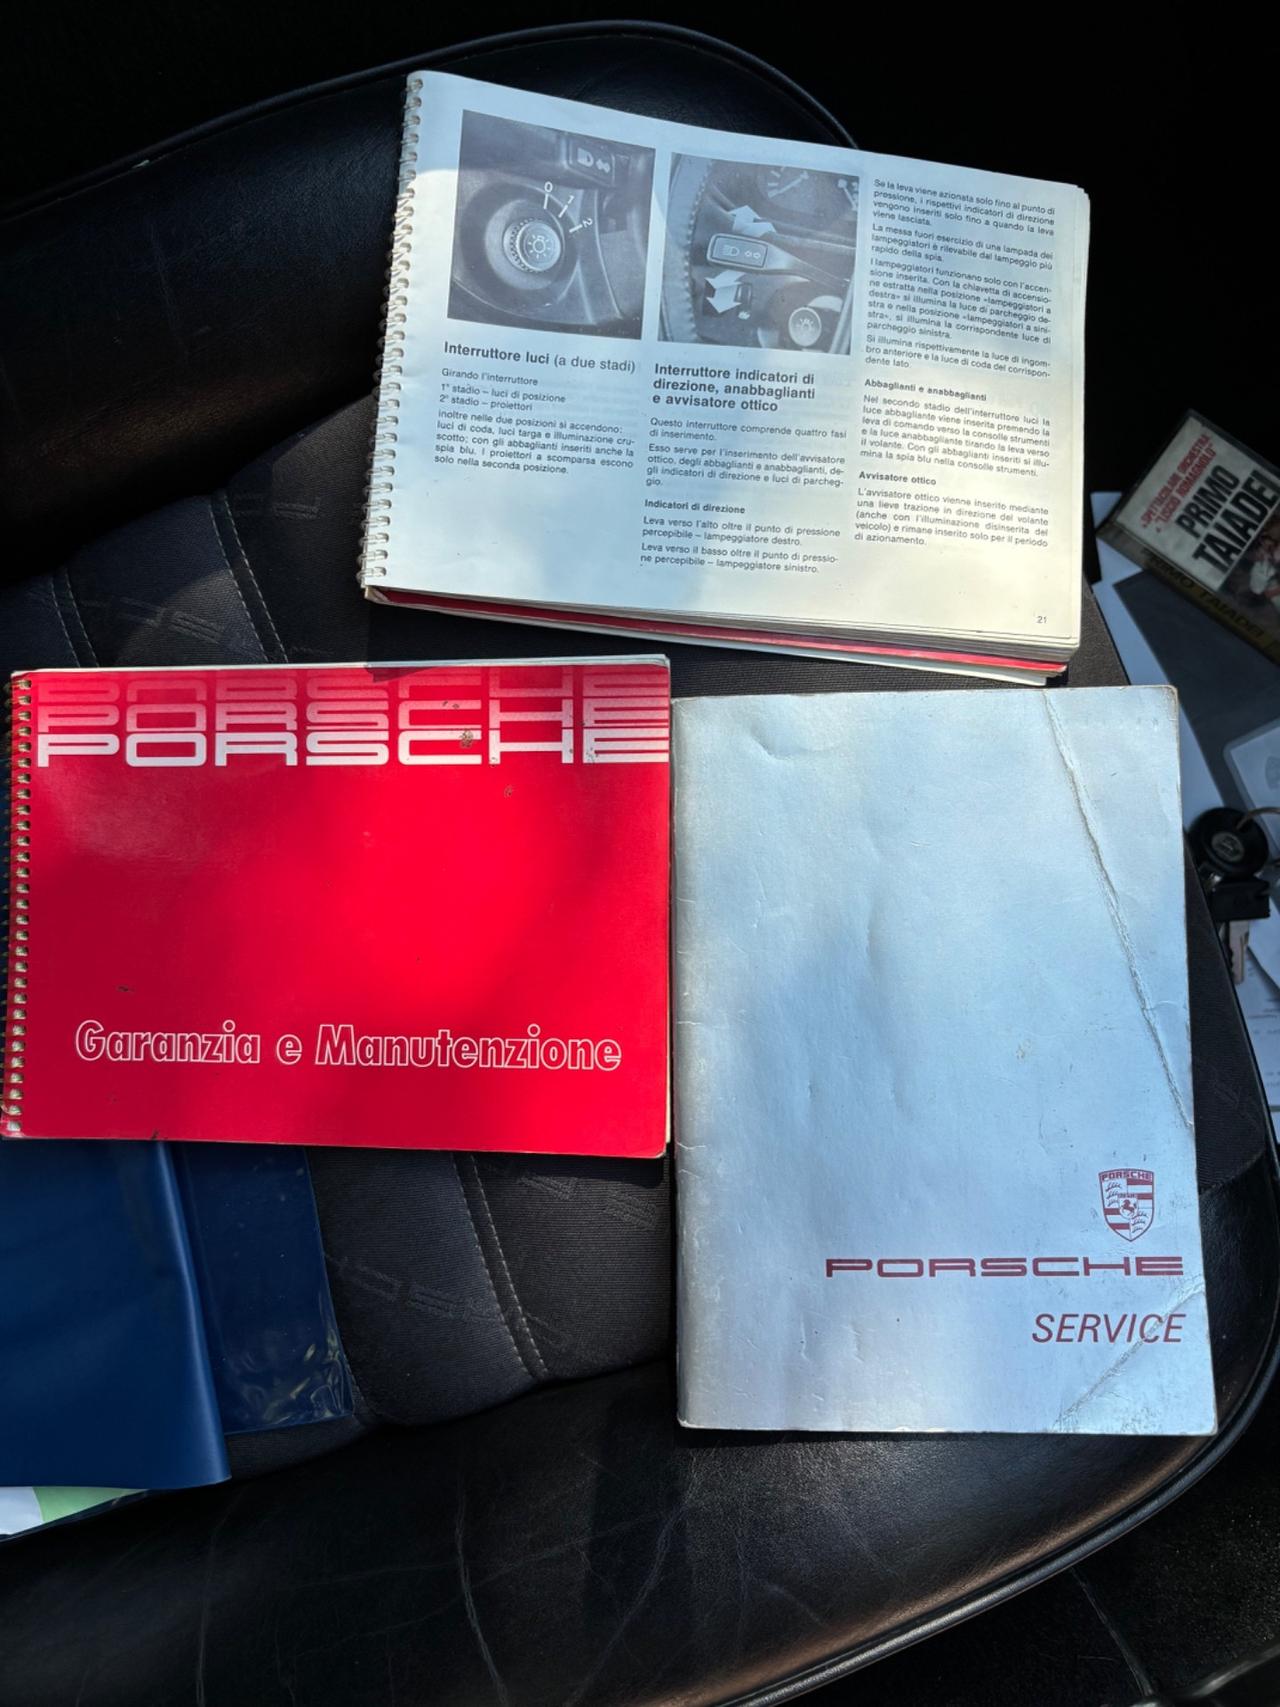 0
1
2
Interruttore luci (a due stadi)
Girando l'interruttore
1° stadio – luci di posizione
2° stadio – proiettori
inoltre nelle due posizioni si accendono:
luci di coda, luci targa e illuminazione cru-
scotto; con gli abbaglianti inseriti anche la
spia blu. I proiettori a scomparsa escono
solo nella seconda posizione.
Interruttore indicatori di
direzione, anabbaglianti
e avvisatore ottico
Questo interruttore comprende quattro fasi
di inserimento.
Esso serve per l'inserimento dell'avvisatore
ottico, degli abbaglianti e anabbaglianti, de-
gli indicatori di direzione e luci di parcheg-
gio.
Indicatori di direzione
Leva verso l'alto oltre il punto di pressione
percepibile – lampeggiatore destro.
Leva verso il basso oltre il punto di pressio-
ne percepibile – lampeggiatore sinistro.
Se la leva viene azionata solo fino al punto di
pressione, i rispettivi indicatori di direzione
vengono inseriti solo fino a quando la leva
viene lasciata.
La messa fuori esercizio di una lampada dei
lampeggiatori è rilevabile dal lampeggio più
rapido della spia.
I lampeggiatori funzionano solo con l'accen-
sione inserita. Con la chiavetta di accensio-
ne estratta nella posizione «lampeggiatori a
destra» si illumina la luce di parcheggio de-
stra e nella posizione «lampeggiatori a sini-
stra», si illumina la corrispondente luce di
parcheggio sinistra.
Si illumina rispettivamente la luce di ingom-
bro anteriore e la luce di coda del corrispon-
dente lato.
Abbaglianti e anabbaglianti
Nel secondo stadio dell'interruttore luci la
luce abbagliante viene inserita premendo la
leva di comando verso la consolle strumenti
e la luce anabbagliante tirando la leva verso
il volante. Con gli abbaglianti inseriti si illu-
mina la spia blu nella consolle strumenti.
Avvisatore ottico
L'avvisatore ottico vienne inserito mediante
una lieve trazione in direzione del volante
(anche con l'illuminazione disinserita del
veicolo) e rimane inserito solo per il periodo
di azionamento.
21
PRIMO
TAIADEL
PORSCHE
PORSCHE
PORSCHE
Garanzia e Manutenzione
PORSCHE
PORSCHE
SERVICE